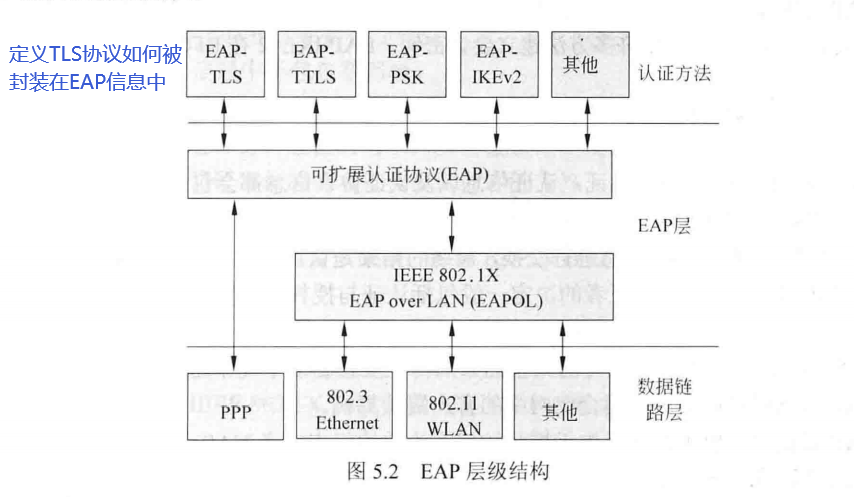 定义TLS协议如何被
封装在EAP信息中
EAP-
TLS
EAP-
TTLS
EAP-
PSK
EAP-
IKEv2
其他
认证方法
可扩展认证协议(EAP)
EAP层
IEEE 802.1X
EAP over LAN (EAPOL)
PPP
802.3
Ethernet
802.11
WLAN
其他
数据链
路层
图 5.2 EAP 层级结构